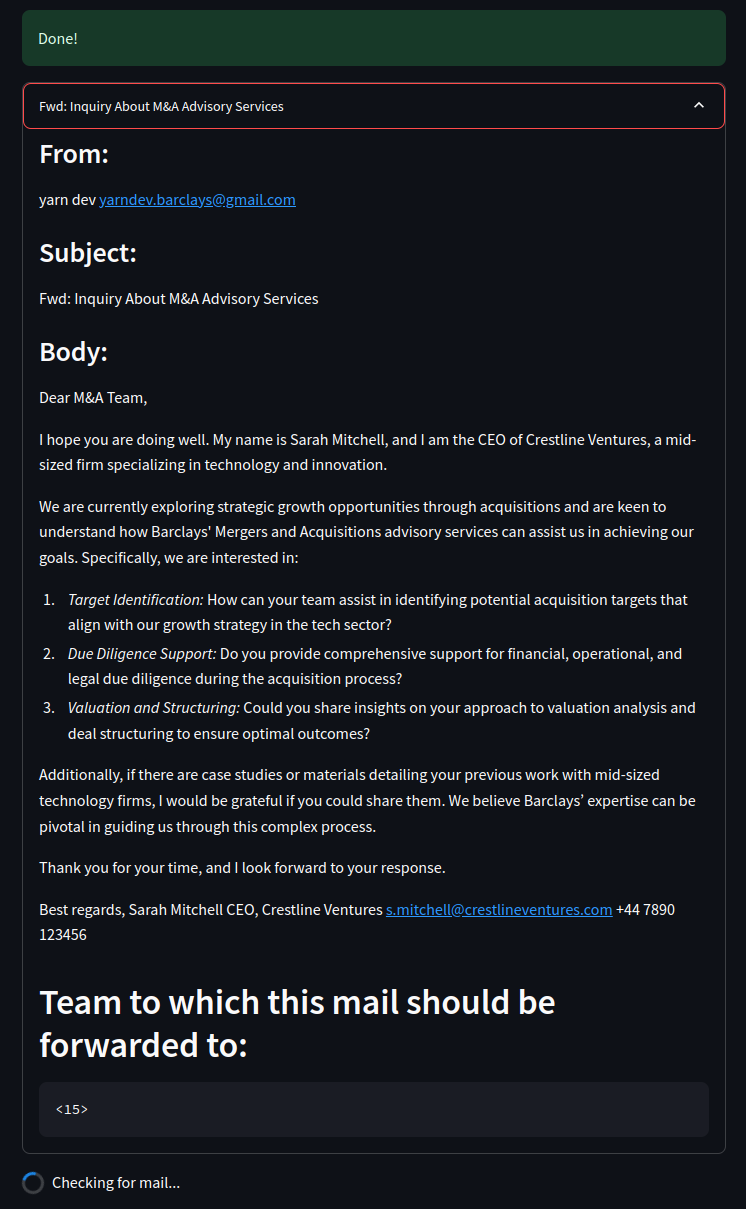 Done!
Fwd: Inquiry About M&A Advisory Services
From:
yarn dev yarndev.barclays@gmail.com
Subject:
Fwd: Inquiry About M&A Advisory Services
Body:
Dear M&A Team,
I hope you are doing well. My name is Sarah Mitchell, and I am the CEO of Crestline Ventures, a mid-
sized firm specializing in technology and innovation.
We are currently exploring strategic growth opportunities through acquisitions and are keen to
understand how Barclays' Mergers and Acquisitions advisory services can assist us in achieving our
goals. Specifically, we are interested in:
1. Target Identification: How can your team assist in identifying potential acquisition targets that
align with our growth strategy in the tech sector?
2. Due Diligence Support: Do you provide comprehensive support for financial, operational, and
legal due diligence during the acquisition process?
3. Valuation and Structuring: Could you share insights on your approach to valuation analysis and
deal structuring to ensure optimal outcomes?
Additionally, if there are case studies or materials detailing your previous work with mid-sized
technology firms, I would be grateful if you could share them. We believe Barclays’ expertise can be
pivotal in guiding us through this complex process.
Thank you for your time, and I look forward to your response.
Best regards, Sarah Mitchell CEO, Crestline Ventures s.mitchell@crestlineventures.com +44 7890
123456
Team to which this mail should be
forwarded to:
<15>
Checking for mail...